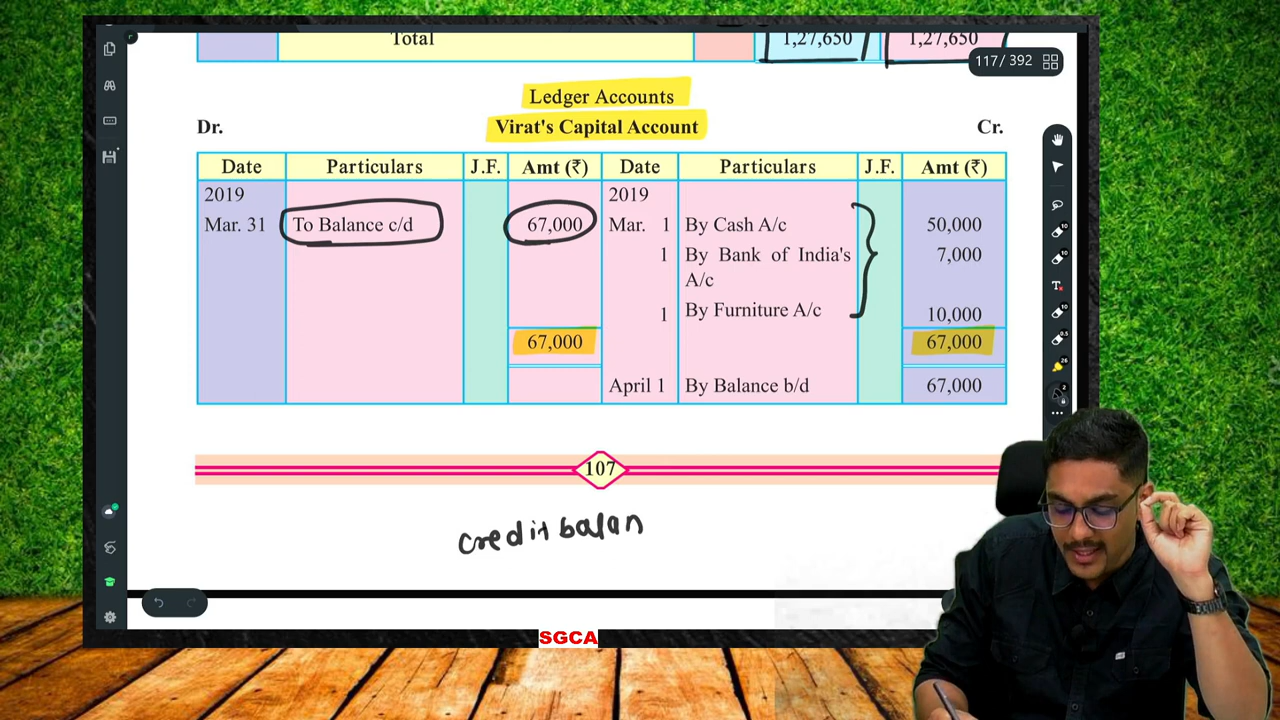 Total 1,27,650 1,27,650
117/ 392
Ledger Accounts
Dr. Virat's Capital Account Cr.
Date Particulars J.F. Amt (₹) Date Particulars J.F. Amt (₹)
2019 2019
Mar. 31 To Balance c/d 67,000 Mar. 1 By Cash A/c 50,000
1 By Bank of India's 7,000
A/c
1 By Furniture A/c 10,000
67,000 67,000
April 1 By Balance b/d 67,000
107
credit balan
SGCA